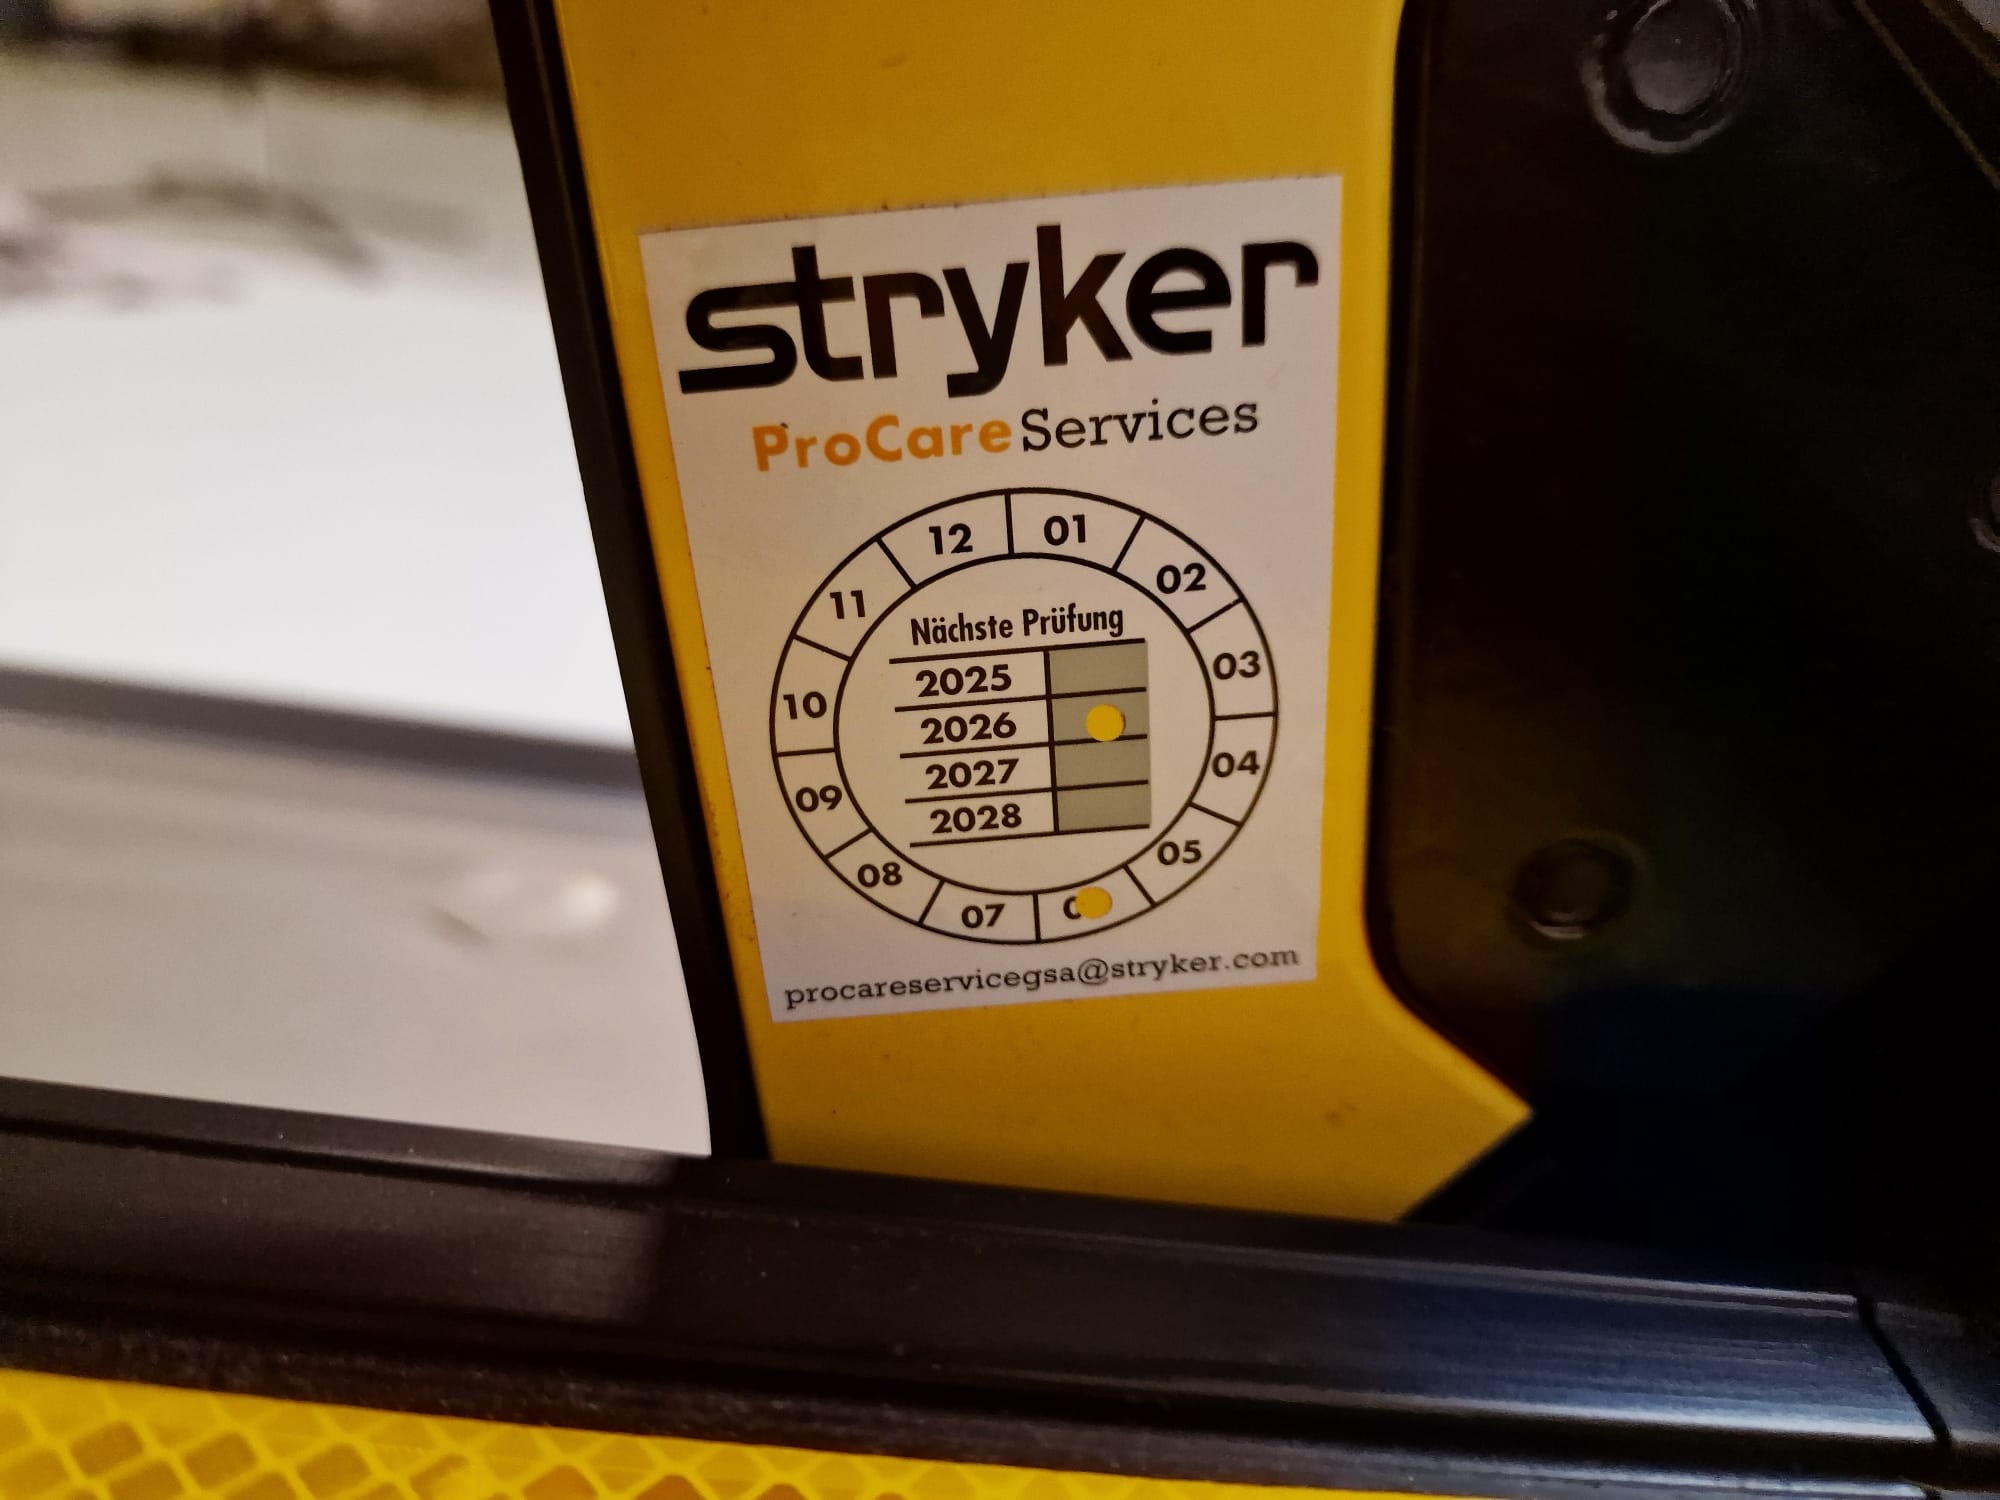 stryker
ProCare Services
12 01
11 02
Nächste Prüfung
10 03
2025
2026
2027
2028
09 04
08 05
07
procareservicegsa@stryker.com